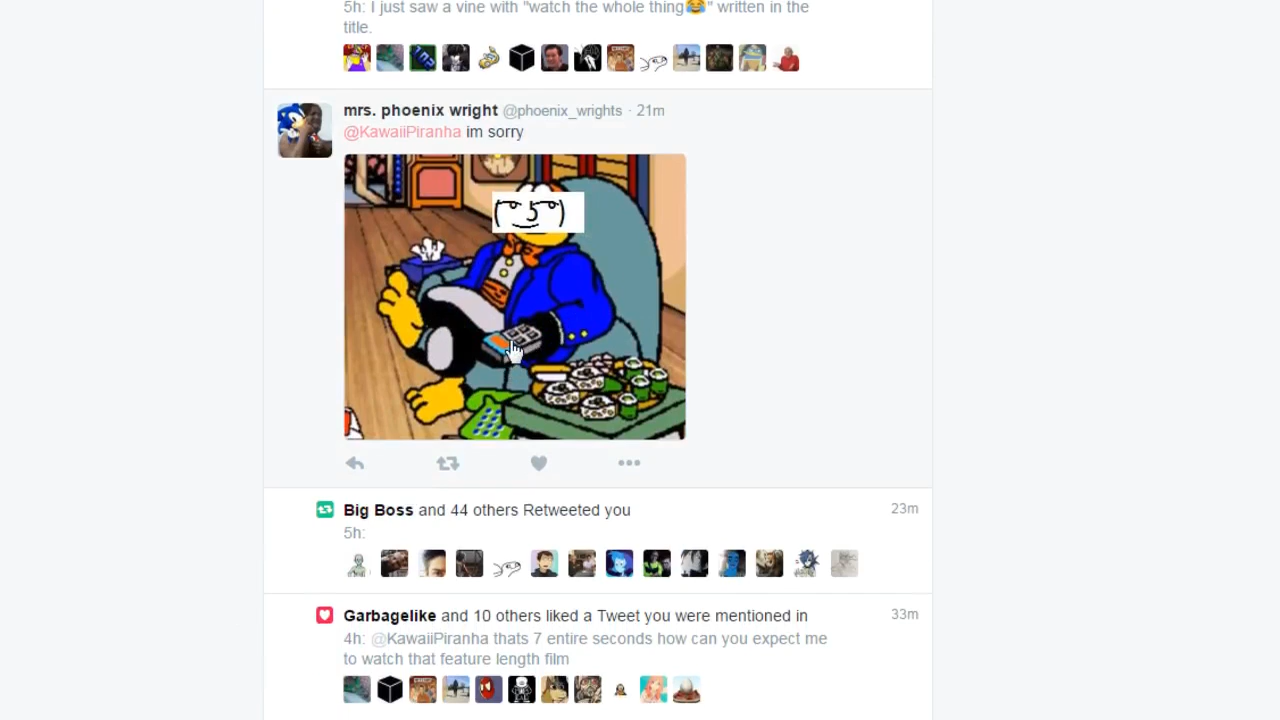 5h: I just saw a vine with "watch the whole thing😂" written in the
title.
mrs. phoenix wright @phoenix_wrights · 21m
@KawaiiPiranha im sorry
Big Boss and 44 others Retweeted you 23m
5h:
Garbagelike and 10 others liked a Tweet you were mentioned in 33m
4h: @KawaiiPiranha thats 7 entire seconds how can you expect me
to watch that feature length film